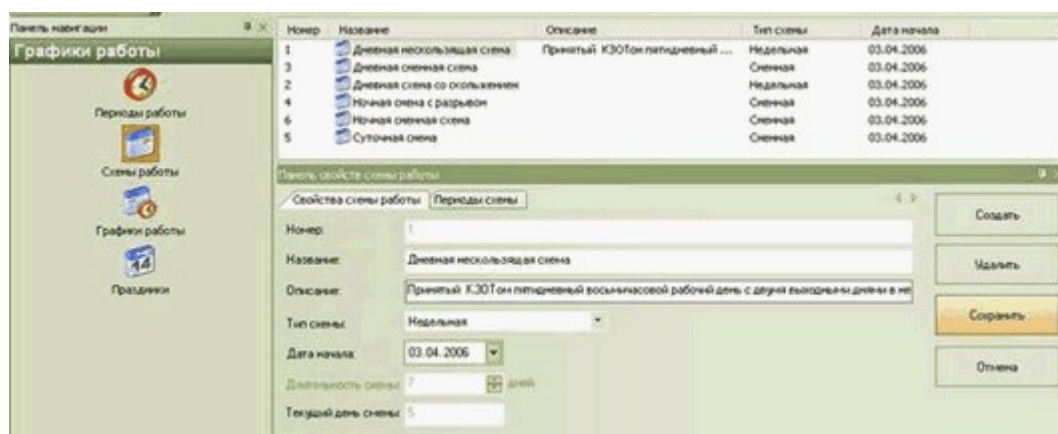 Панель навигации
Графики работы
Периоды работы
Схемы работы
Графики работы
14
Праздники
Номер Название Описание Тип схемы Дата начала
1 Дневная нескользящая схема Принятый КЗОТом пятидневный ... Недельная 03.04.2006
3 Дневная сменная схема Сменная 03.04.2006
2 Дневная схема со скольжением Недельная 03.04.2006
4 Ночная смена с разрывом Сменная 03.04.2006
6 Ночная сменная схема Сменная 03.04.2006
5 Суточная смена Сменная 03.04.2006
Панель свойств схемы работы
Свойства схемы работы Периоды схемы
Номер: 1
Название: Дневная нескользящая схема
Описание: Принятый КЗОТом пятидневный восьмичасовой рабочий день с двумя выходными днями в не
Тип схемы: Недельная
Дата начала: 03.04.2006
Длительность схемы: 7 дней
Текущий день схемы: 5
Создать
Удалить
Сохранить
Отмена